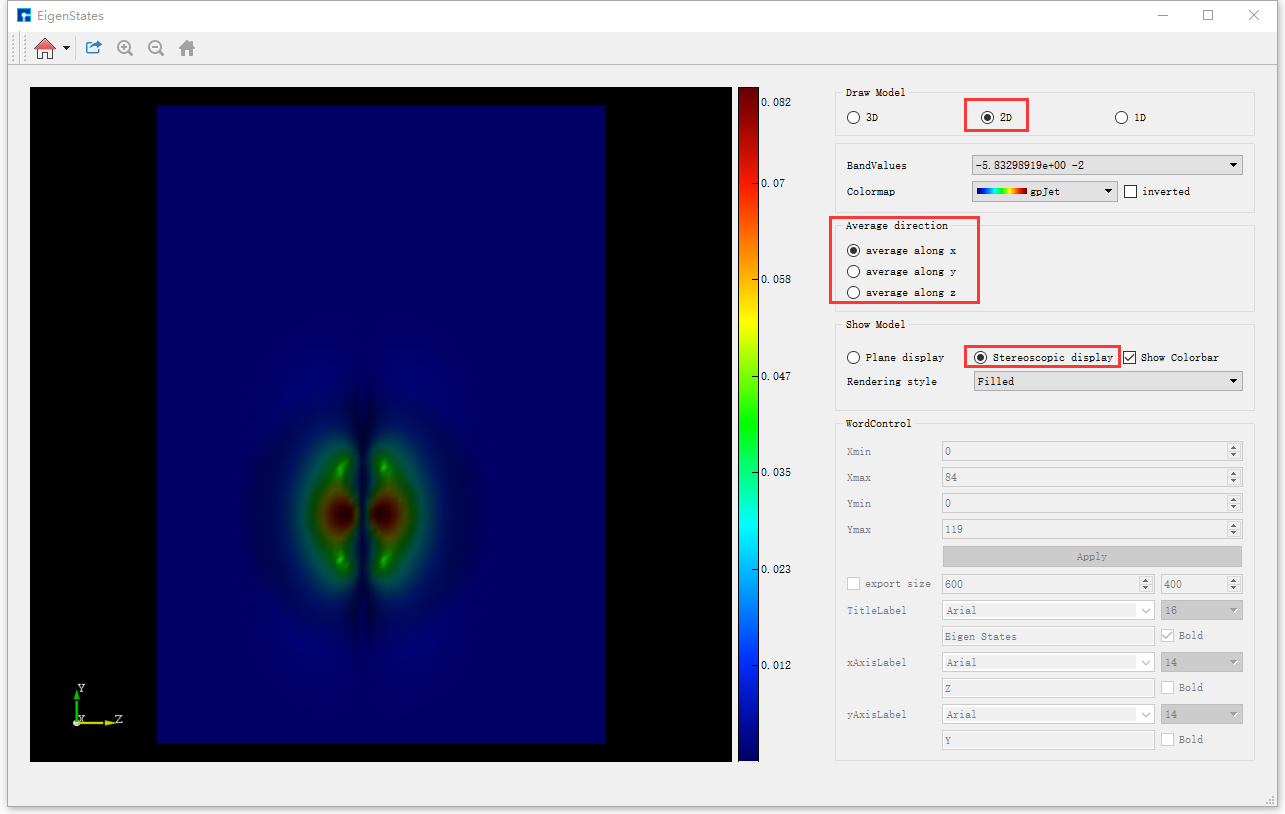 EigenStates
0.082
0.07
0.058
0.047
0.035
0.023
0.012
Y
X Z
Draw Model
3D 2D 1D
BandValues -5.83298919e+00 -2
Colormap gpJet inverted
Average direction
average along x
average along y
average along z
Show Model
Plane display Stereoscopic display Show Colorbar
Rendering style Filled
WordControl
Xmin 0
Xmax 84
Ymin 0
Ymax 119
Apply
export size 600 400
TitleLabel Arial 16
Eigen States Bold
xAxisLabel Arial 14
Z Bold
yAxisLabel Arial 14
Y Bold